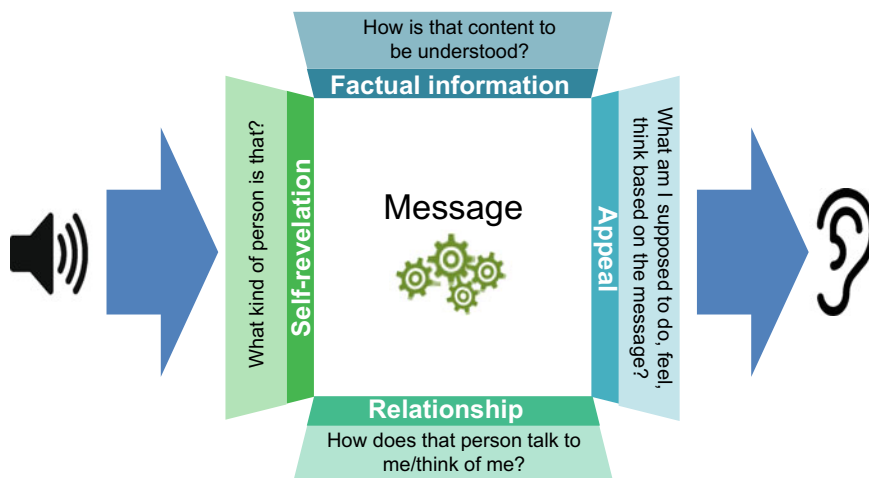 How is that content to
be understood?
Factual information
What kind of person is that?
Self-revelation
Message
Appeal
What am I supposed to do, feel,
think based on the message?
Relationship
How does that person talk to
me/think of me?